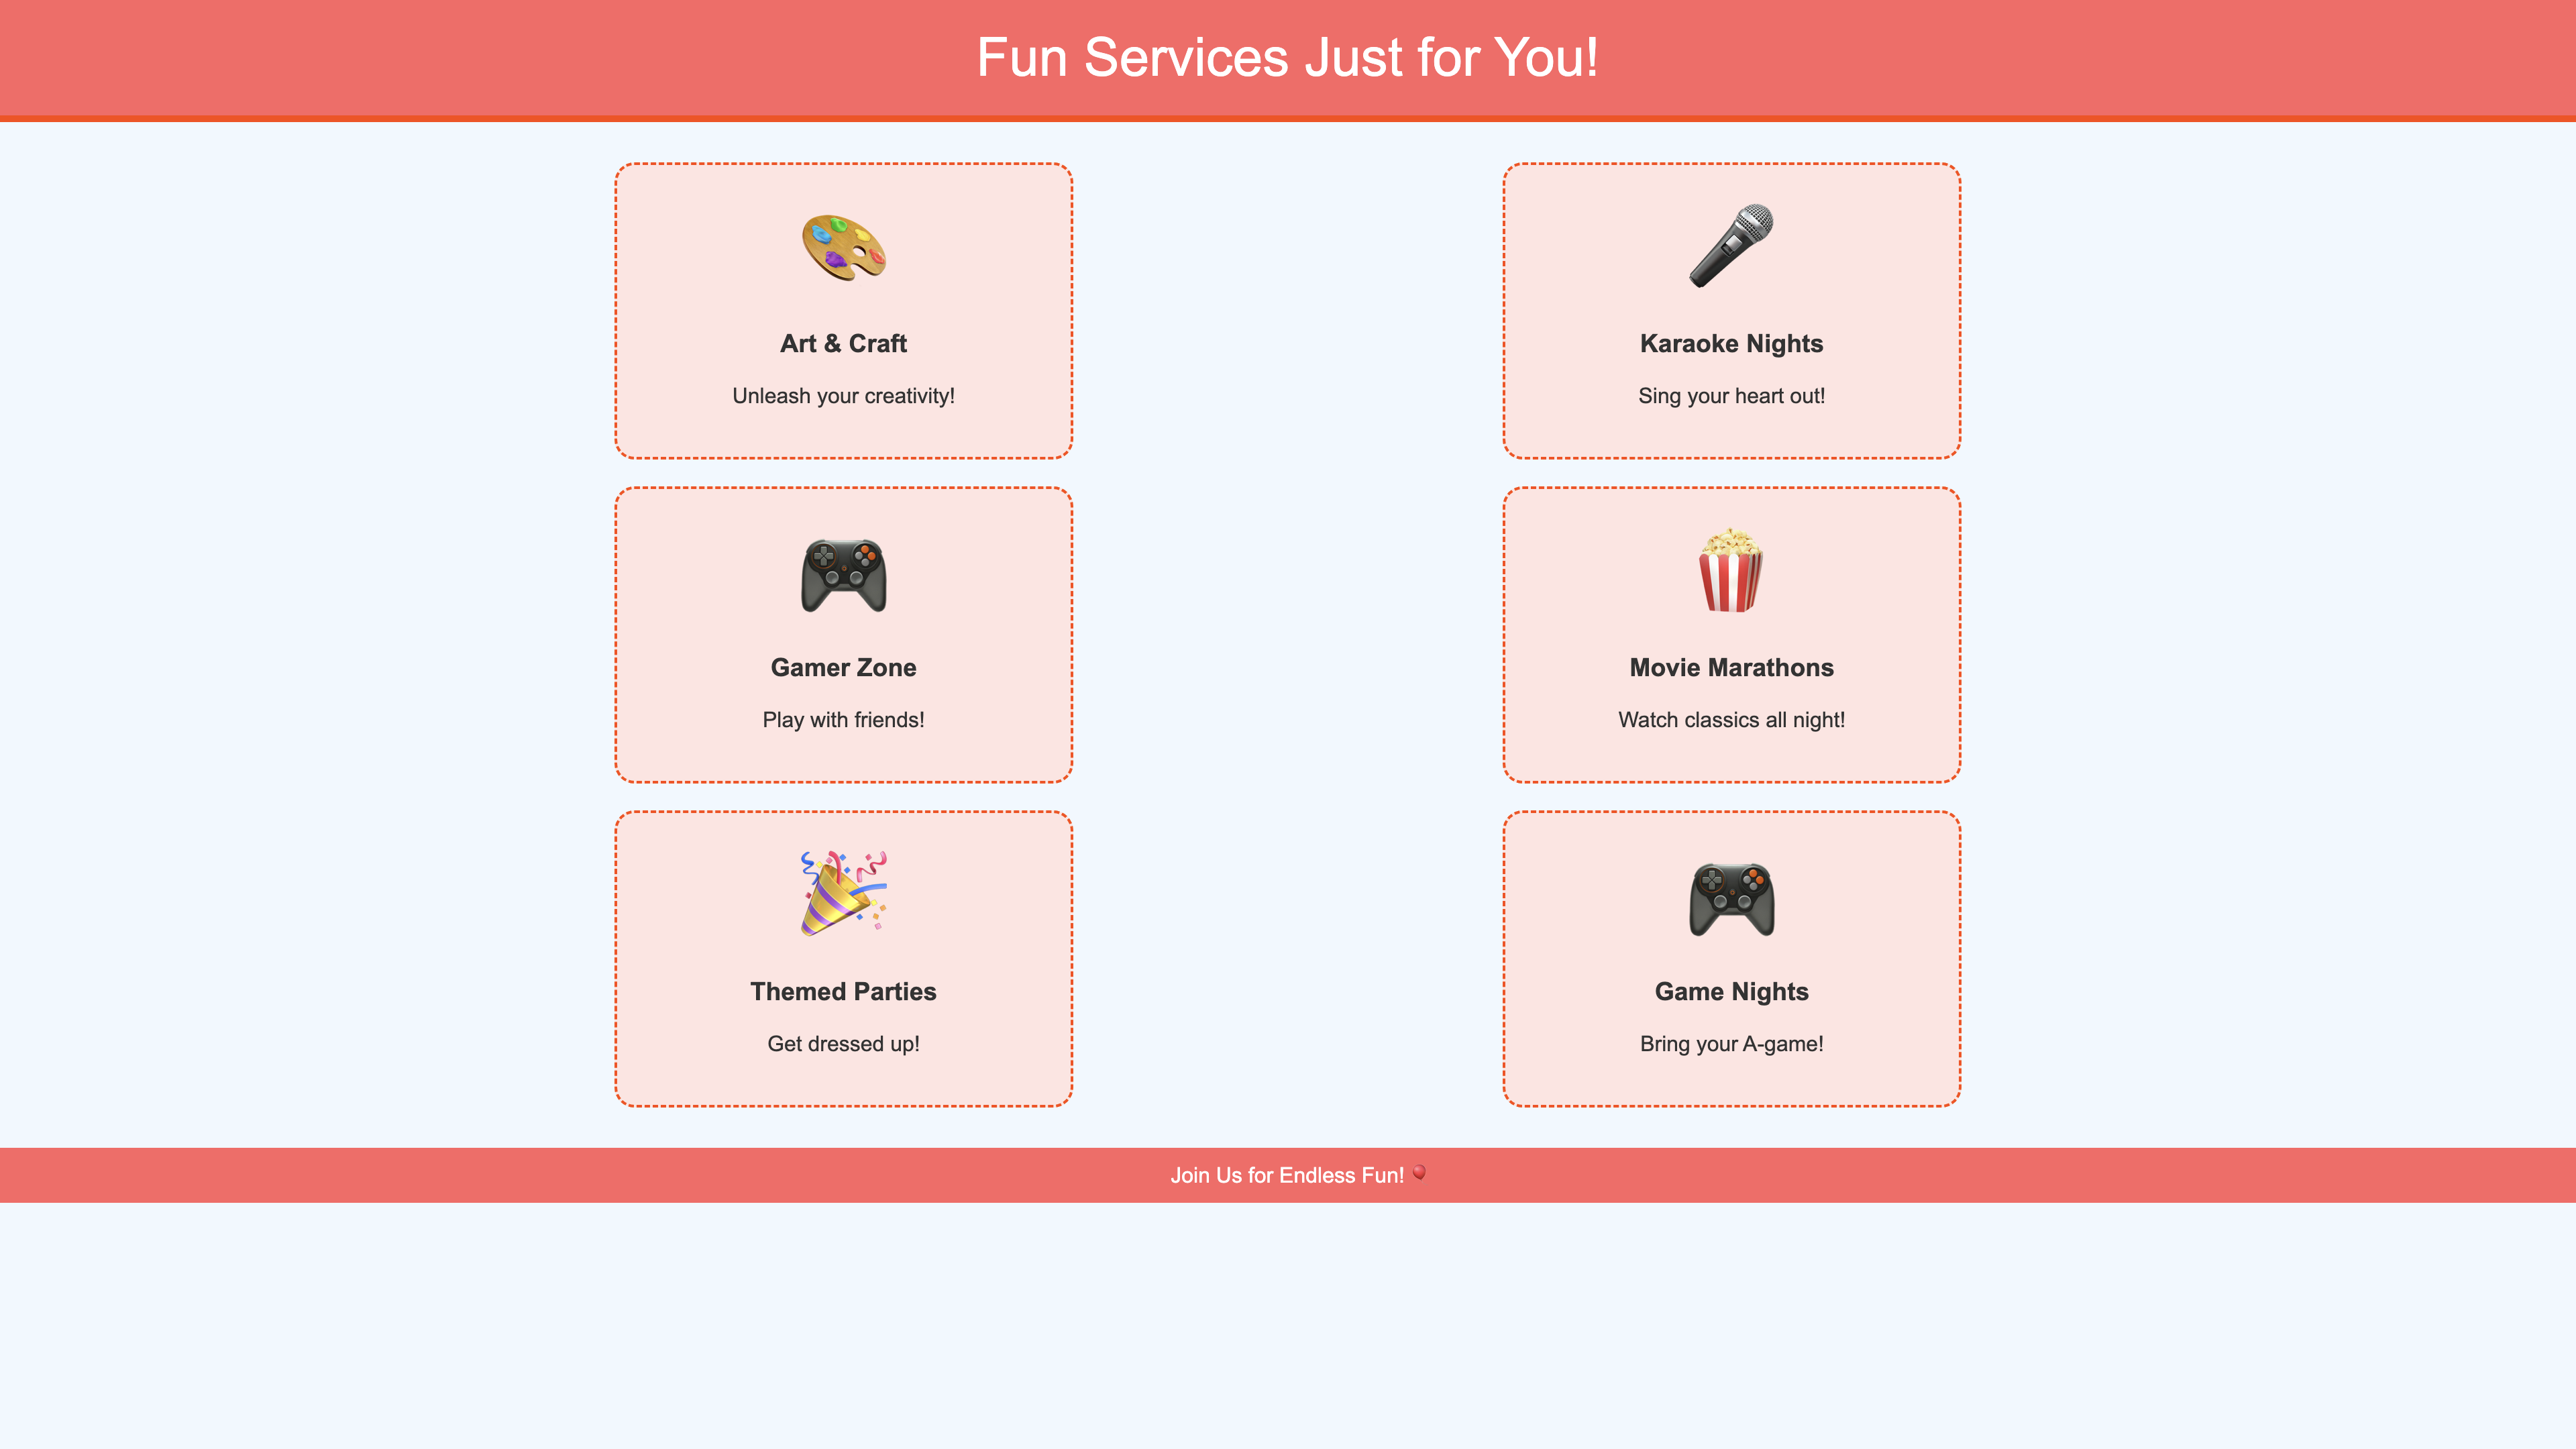 Fun Services Just for You!
Art & Craft
Unleash your creativity!
Karaoke Nights
Sing your heart out!
Gamer Zone
Play with friends!
Movie Marathons
Watch classics all night!
Themed Parties
Get dressed up!
Game Nights
Bring your A-game!
Join Us for Endless Fun! 🎈